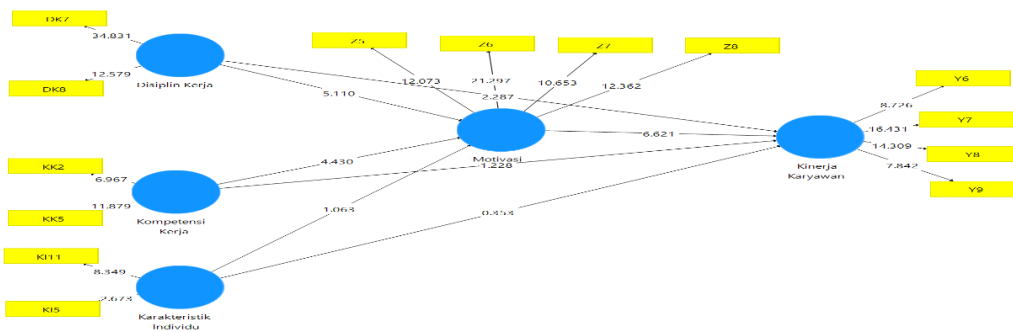 DK7
34.831
12.579
DK8
Disiplin Kerja
Z5
Z6
Z7
Z8
12.073
21.297
10.653
12.362
2.287
5.110
Motivasi
6.621
Y6
8.726
Y7
16.431
Y8
14.309
7.842
Y9
Kinerja
Karyawan
KK2
6.967
11.879
KK5
Kompetensi
Kerja
4.430
1.228
1.063
0.353
KI11
8.349
2.673
KI5
Karakteristik
Individu